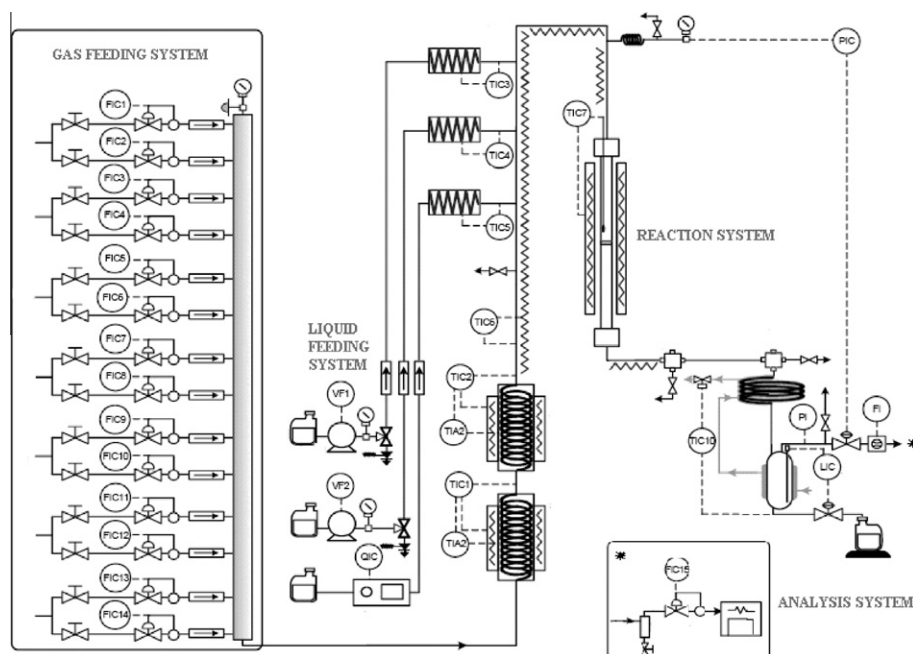 GAS FEEDING SYSTEM
FIC1
FIC2
FIC3
FIC4
FIC5
FIC6
FIC7
FIC8
FIC9
FIC10
FIC11
FIC12
FIC13
FIC14
LIQUID
FEEDING
SYSTEM
VF1
VF2
QIC
TIC3
TIC4
TIC5
TIC6
TIC2
TIA2
TIC1
TIA2
TIC7
REACTION SYSTEM
PIC
TIC10
PI
FI
LIC
*
*
FIC15
ANALYSIS SYSTEM